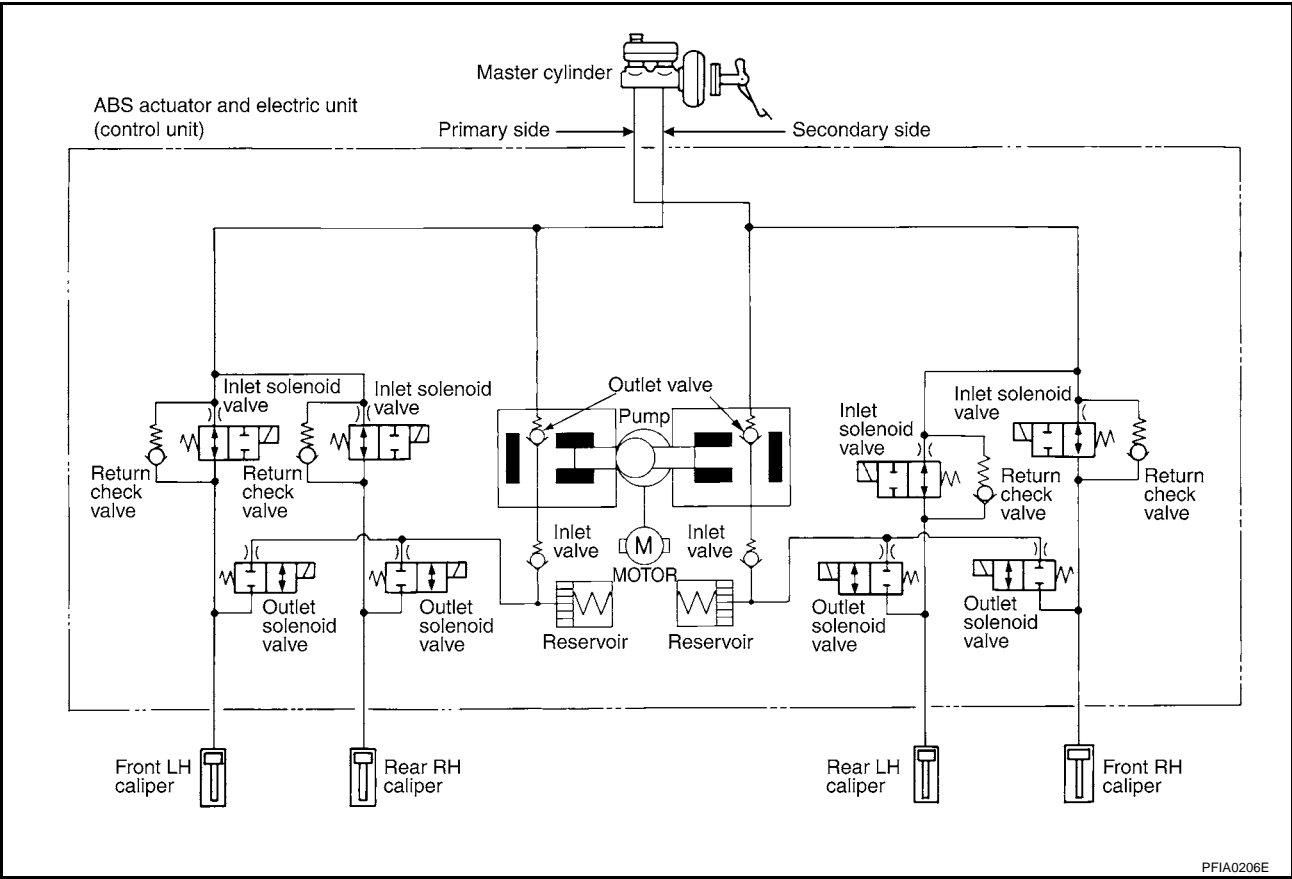 Master cylinder
ABS actuator and electric unit
(control unit)
Primary side
Secondary side
Inlet solenoid
valve
Inlet solenoid
valve
Outlet valve
Pump
Inlet
solenoid
valve
Inlet solenoid
valve
Return
check
valve
Return
check
valve
Return
check
valve
Return
check
valve
Inlet
valve
M
MOTOR
Inlet
valve
Outlet
solenoid
valve
Outlet
solenoid
valve
Reservoir
Reservoir
Outlet
solenoid
valve
Outlet
solenoid
valve
Front LH
caliper
Rear RH
caliper
Rear LH
caliper
Front RH
caliper
PFIA0206E